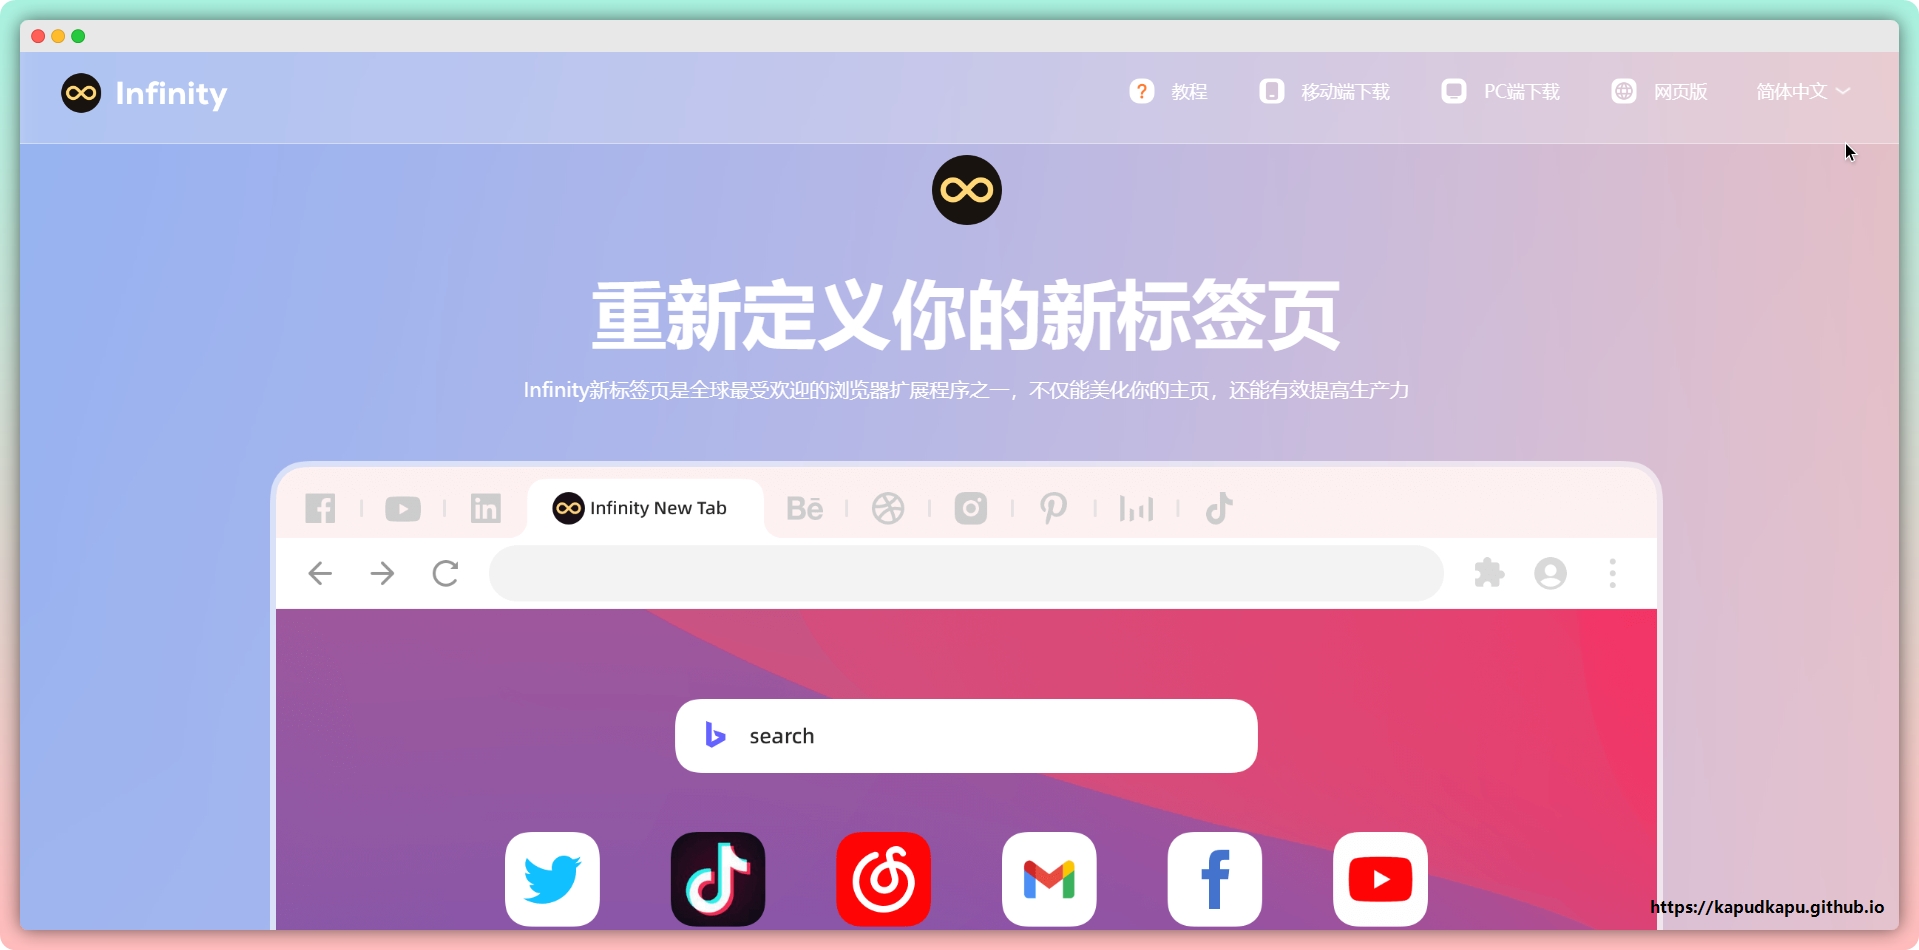 Infinity
教程
移动端下载
PC端下载
网页版
简体中文
重新定义你的新标签页
Infinity新标签页是全球最受欢迎的浏览器扩展程序之一，不仅能美化你的主页，还能有效提高生产力
Infinity New Tab
search
https://kapudkapu.github.io